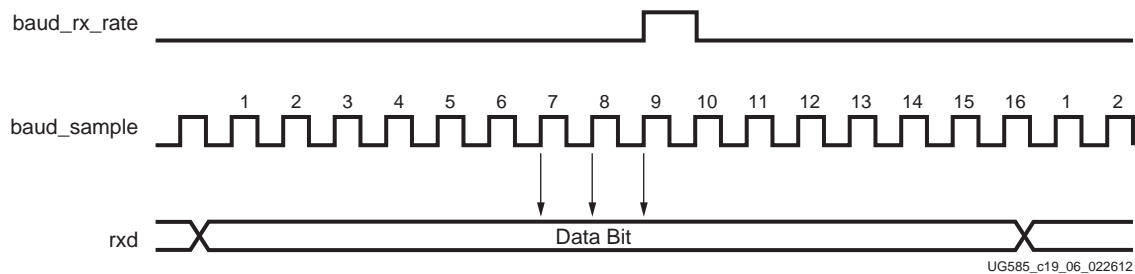 baud_rx_rate
1 2 3 4 5 6 7 8 9 10 11 12 13 14 15 16 1 2
baud_sample
rxd
Data Bit
UG585_c19_06_022612